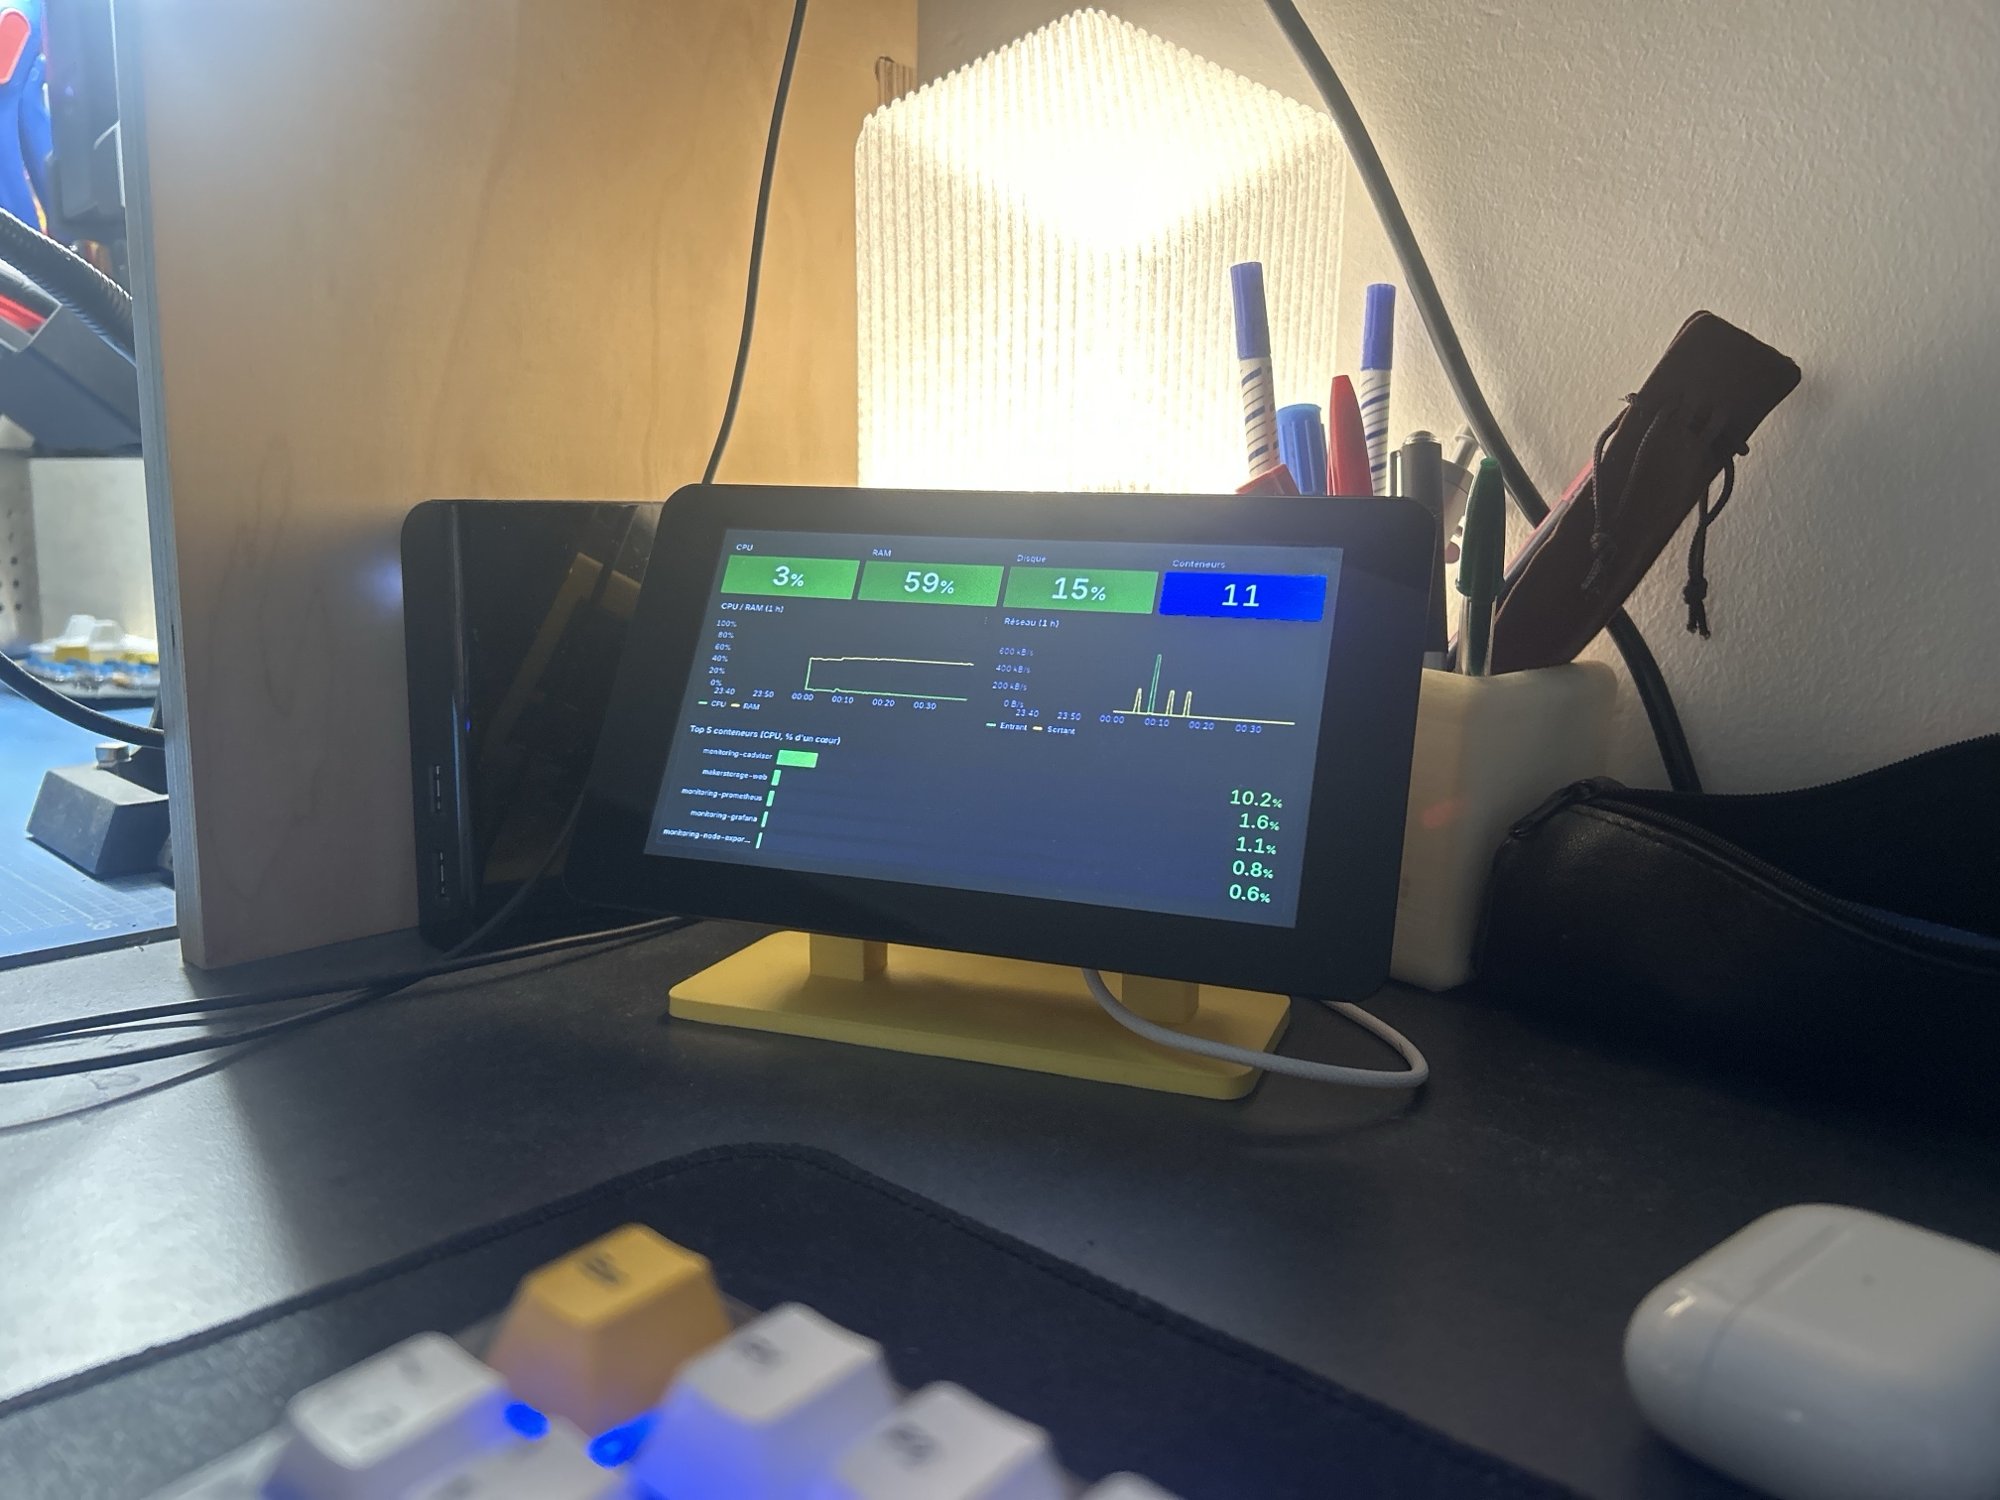 CPU
RAM
Disque
Conteneurs
3%
59%
15%
11
CPU / RAM (1 h)
100%
80%
60%
40%
20%
0%
23:40 23:50 00:00 00:10 00:20 00:30
CPU RAM
Réseau (1 h)
600 kB/s
400 kB/s
200 kB/s
0 B/s
23:40 23:50 00:00 00:10 00:20 00:30
Entrant Sortant
Top 5 conteneurs (CPU, % d'un cœur)
monitoring-cadvisor 10.2%
makerstorage-web 1.6%
monitoring-prometheus 1.1%
monitoring-grafana 0.8%
monitoring-node-expor... 0.6%